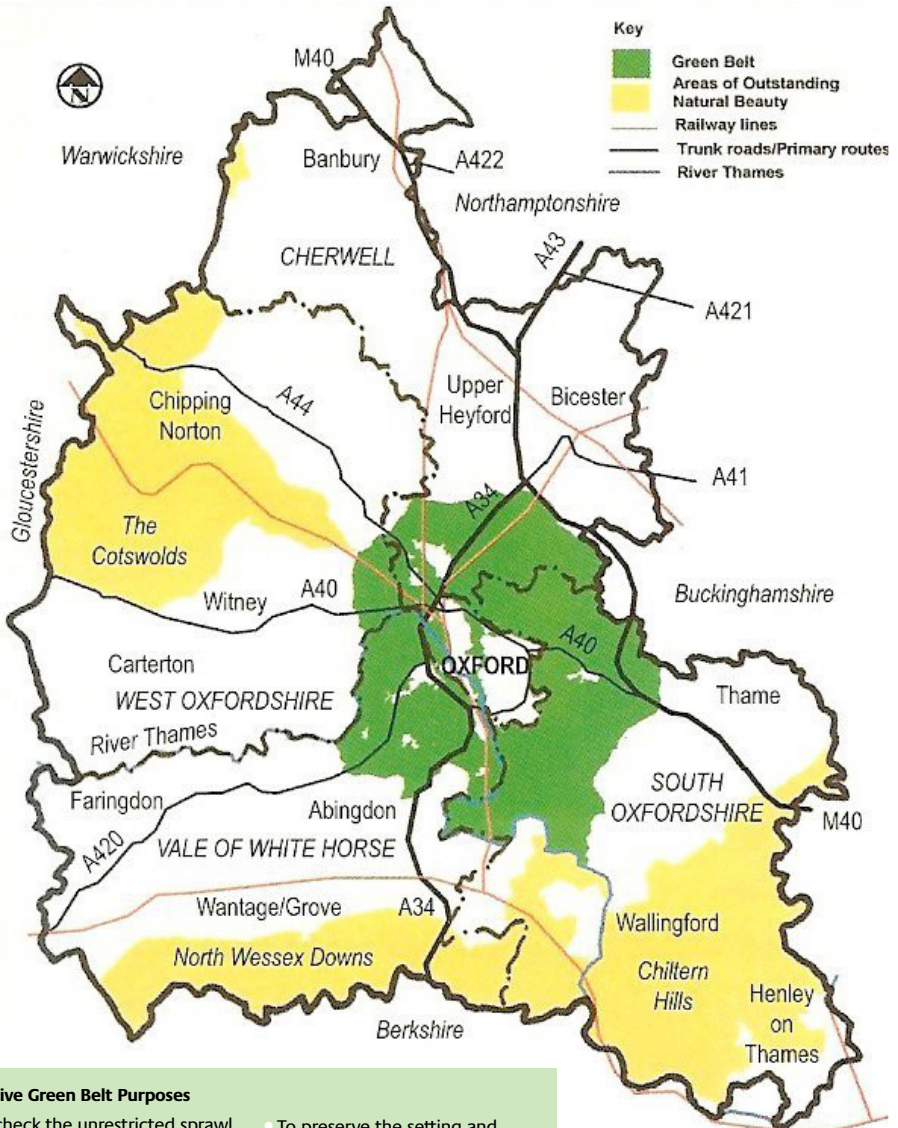 Key
Green Belt
Areas of Outstanding
Natural Beauty
Railway lines
Trunk roads/Primary routes
River Thames
M40
N
Warwickshire
Banbury
A422
Northamptonshire
CHERWELL
A43
A421
Upper
Heyford
Bicester
Chipping
Norton
A44
Gloucestershire
A34
A41
The
Cotswolds
Witney
A40
Buckinghamshire
Carterton
OXFORD
A40
WEST OXFORDSHIRE
Thame
River Thames
Faringdon
Abingdon
SOUTH
OXFORDSHIRE
M40
A420
VALE OF WHITE HORSE
Wantage/Grove
A34
Wallingford
North Wessex Downs
Chiltern
Hills
Henley
on
Thames
Berkshire
ive Green Belt Purposes
check the unrestricted sprawl
To preserve the setting and